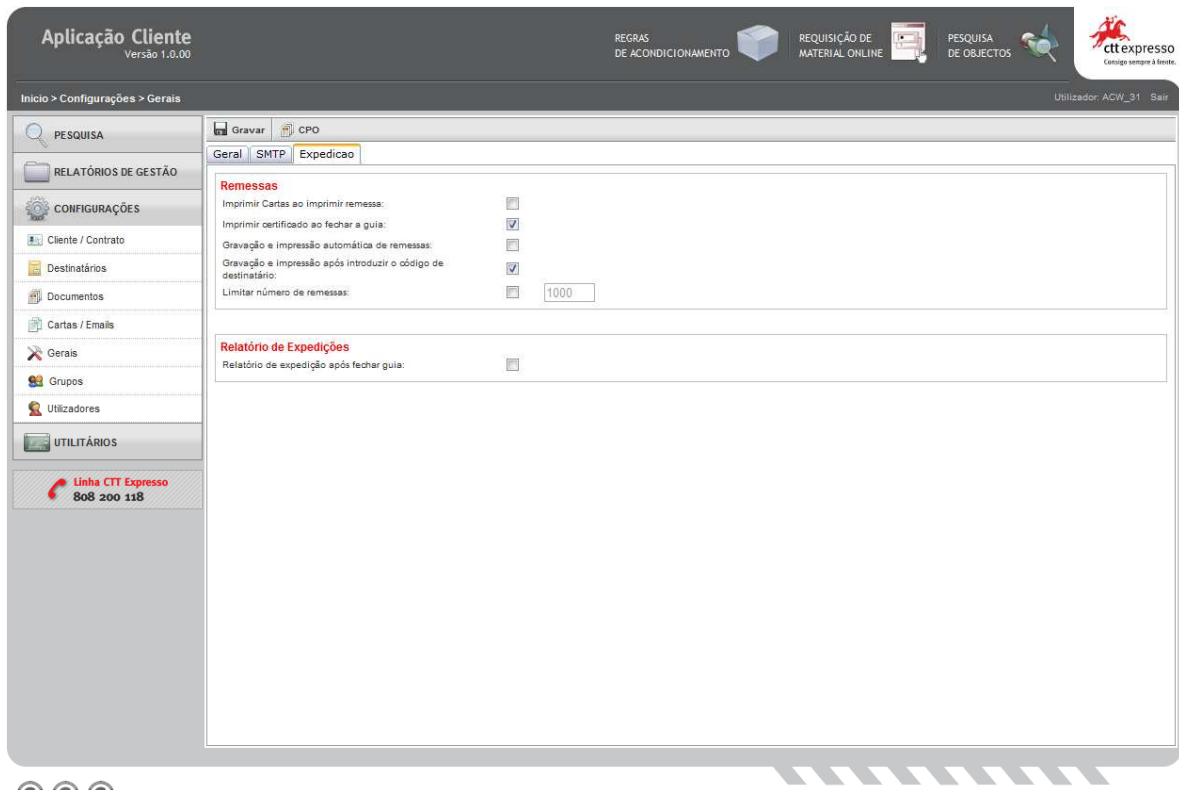 Aplicação Cliente
Versão 1.0.00
REGRAS
DE ACONDICIONAMENTO
REQUISIÇÃO DE
MATERIAL ONLINE
PESQUISA
DE OBJECTOS
ctt expresso
Consigo sempre à frente.
Inicio > Configurações > Gerais
Utilizador: ACW_31 Sair
PESQUISA
RELATÓRIOS DE GESTÃO
CONFIGURAÇÕES
Cliente / Contrato
Destinatários
Documentos
Cartas / Emails
Gerais
Grupos
Utilizadores
UTILITÁRIOS
Linha CTT Expresso
808 200 118
Gravar CPO
Geral SMTP Expedicao
Remessas
Imprimir Cartas ao imprimir remessa:
Imprimir certificado ao fechar a guia:
Gravação e impressão automática de remessas:
Gravação e impressão após introduzir o código de
destinatário:
Limitar número de remessas: 1000
Relatório de Expedições
Relatório de expedição após fechar guia: